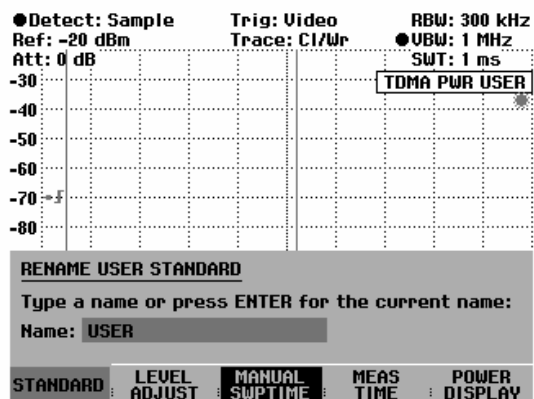 ●Detect: Sample Trig: Video RBW: 300 kHz
Ref: -20 dBm Trace: Cl/Wr ●VBW: 1 MHz
Att: 0 dB SWT: 1 ms
TDMA PWR USER
-30
-40
-50
-60
-70
-80
RENAME USER STANDARD
Type a name or press ENTER for the current name:
Name: USER
STANDARD LEVEL ADJUST MANUAL SWPTIME MEAS TIME POWER DISPLAY